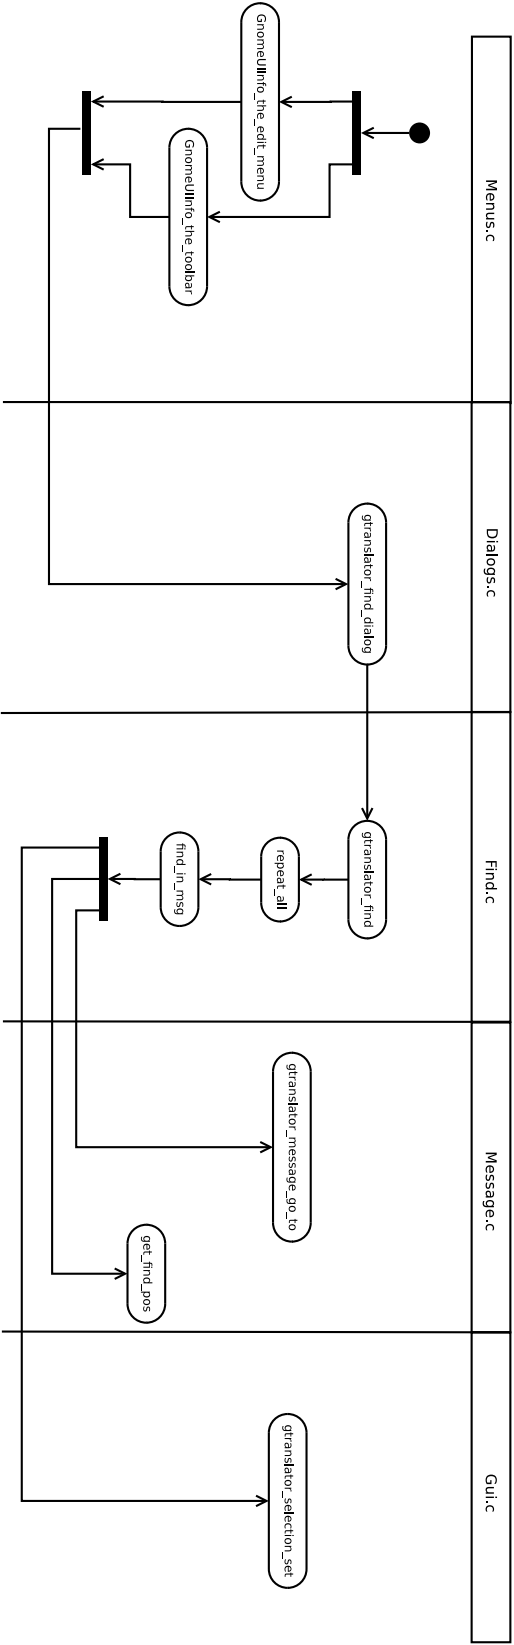 Menus.c
Dialogs.c
Find.c
Message.c
Gui.c
GnomeUIInfo_the_edit_menu
GnomeUIInfo_the_toolbar
gtranslator_find_dialog
gtranslator_find
repeat_all
find_in_msg
gtranslator_message_go_to
get_find_pos
gtranslator_selection_set